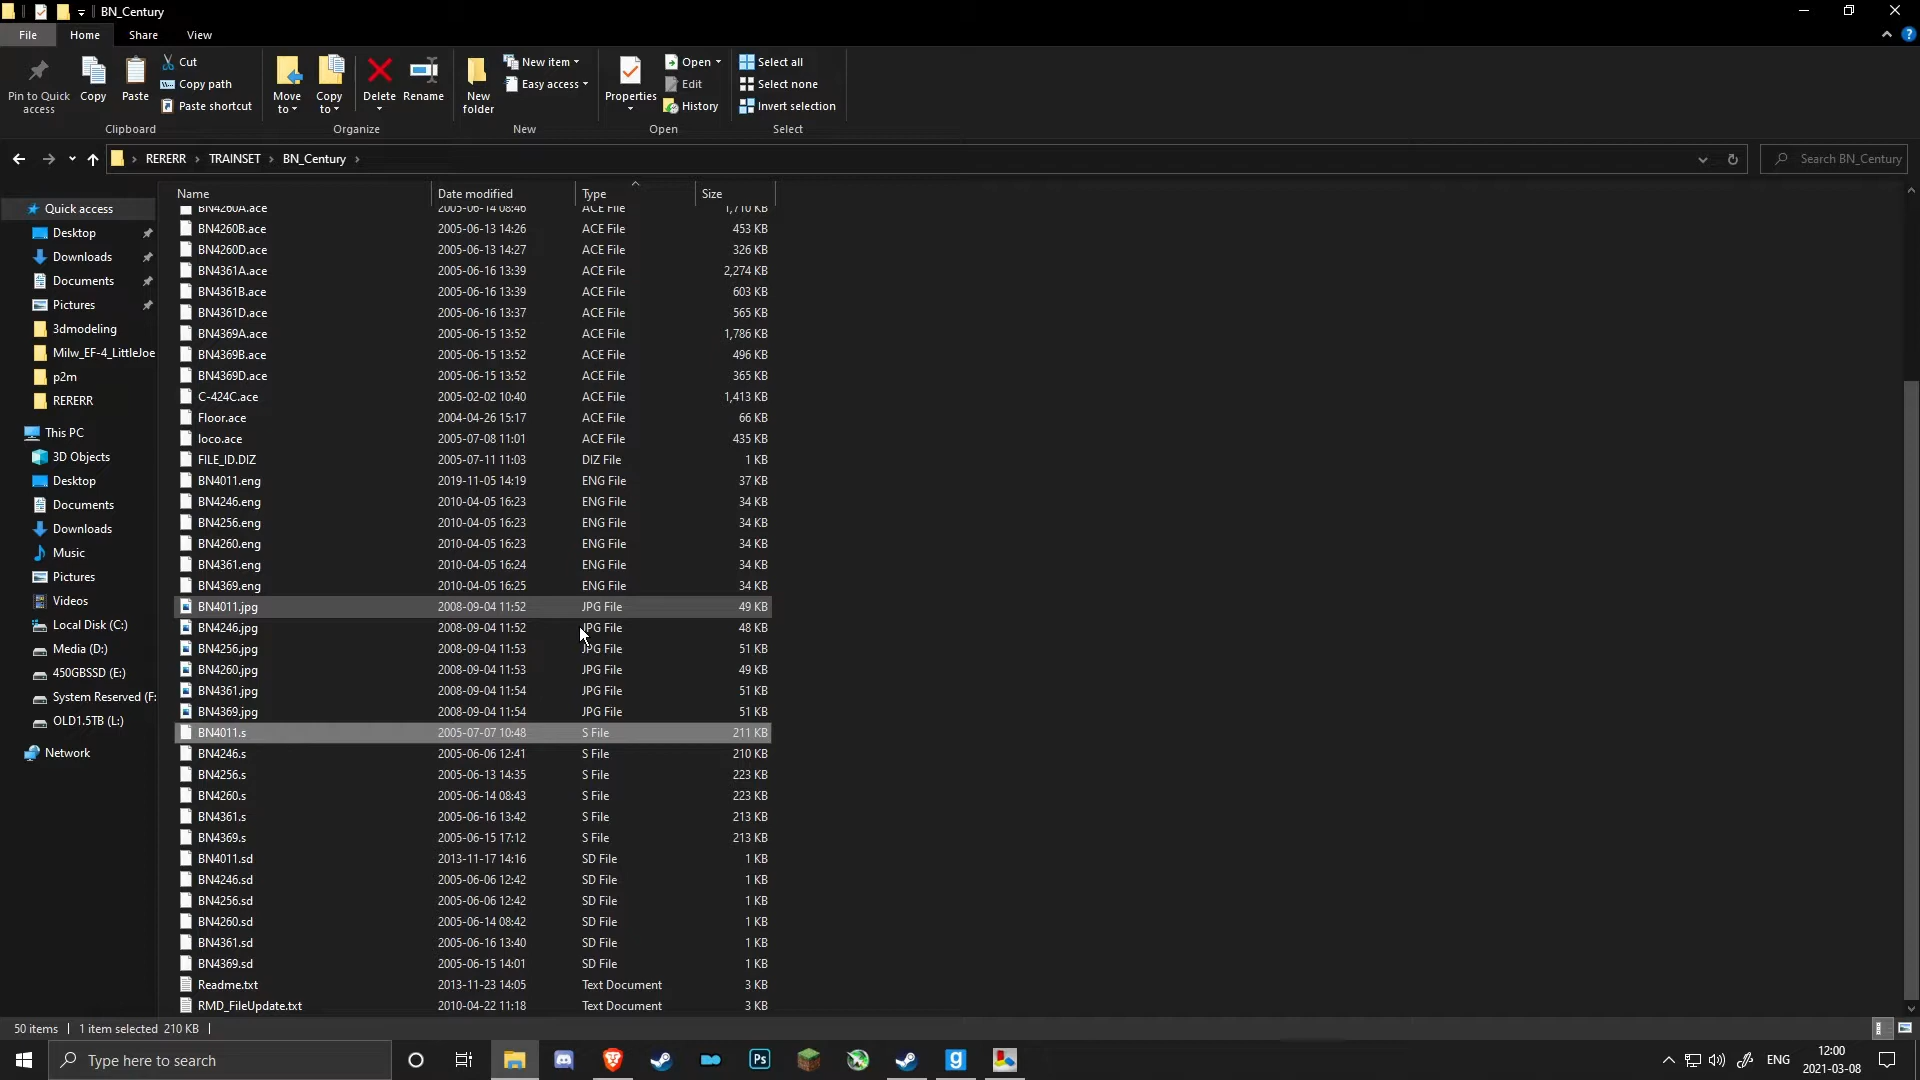 BN_Century
File Home Share View
Pin to Quick access
Copy
Paste
Cut
Copy path
Paste shortcut
Clipboard
Move to
Copy to
Delete
Rename
Organize
New folder
New item
Easy access
New
Properties
Open
Edit
History
Open
Select all
Select none
Invert selection
Select
RERERR TRAINSET BN_Century
Search BN_Century
Quick access
Desktop
Downloads
Documents
Pictures
3dmodeling
Milw_EF-4_LittleJoe
p2m
RERERR
This PC
3D Objects
Desktop
Documents
Downloads
Music
Pictures
Videos
Local Disk (C:)
Media (D:)
450GBSSD (E:)
System Reserved (F:
OLD1.5TB (L:)
Network
Name Date modified Type Size
BN4260A.ace 2005-06-14 08:46 ACE File 1,710 KB
BN4260B.ace 2005-06-13 14:26 ACE File 453 KB
BN4260D.ace 2005-06-13 14:27 ACE File 326 KB
BN4361A.ace 2005-06-16 13:39 ACE File 2,274 KB
BN4361B.ace 2005-06-16 13:39 ACE File 603 KB
BN4361D.ace 2005-06-16 13:37 ACE File 565 KB
BN4369A.ace 2005-06-15 13:52 ACE File 1,786 KB
BN4369B.ace 2005-06-15 13:52 ACE File 496 KB
BN4369D.ace 2005-06-15 13:52 ACE File 365 KB
C-424C.ace 2005-02-02 10:40 ACE File 1,413 KB
Floor.ace 2004-04-26 15:17 ACE File 66 KB
loco.ace 2005-07-08 11:01 ACE File 435 KB
FILE_ID.DIZ 2005-07-11 11:03 DIZ File 1 KB
BN4011.eng 2019-11-05 14:19 ENG File 37 KB
BN4246.eng 2010-04-05 16:23 ENG File 34 KB
BN4256.eng 2010-04-05 16:23 ENG File 34 KB
BN4260.eng 2010-04-05 16:23 ENG File 34 KB
BN4361.eng 2010-04-05 16:24 ENG File 34 KB
BN4369.eng 2010-04-05 16:25 ENG File 34 KB
BN4011.jpg 2008-09-04 11:52 JPG File 49 KB
BN4246.jpg 2008-09-04 11:52 JPG File 48 KB
BN4256.jpg 2008-09-04 11:53 JPG File 51 KB
BN4260.jpg 2008-09-04 11:53 JPG File 49 KB
BN4361.jpg 2008-09-04 11:54 JPG File 51 KB
BN4369.jpg 2008-09-04 11:54 JPG File 51 KB
BN4011.s 2005-07-07 10:48 S File 211 KB
BN4246.s 2005-06-06 12:41 S File 210 KB
BN4256.s 2005-06-13 14:35 S File 223 KB
BN4260.s 2005-06-14 08:43 S File 223 KB
BN4361.s 2005-06-16 13:42 S File 213 KB
BN4369.s 2005-06-15 17:12 S File 213 KB
BN4011.sd 2013-11-17 14:16 SD File 1 KB
BN4246.sd 2005-06-06 12:42 SD File 1 KB
BN4256.sd 2005-06-06 12:42 SD File 1 KB
BN4260.sd 2005-06-14 08:42 SD File 1 KB
BN4361.sd 2005-06-16 13:40 SD File 1 KB
BN4369.sd 2005-06-15 14:01 SD File 1 KB
Readme.txt 2013-11-23 14:05 Text Document 3 KB
RMD_FileUpdate.txt 2010-04-22 11:18 Text Document 3 KB
50 items 1 item selected 210 KB
Type here to search
Ps
g
ENG
12:00
2021-03-08